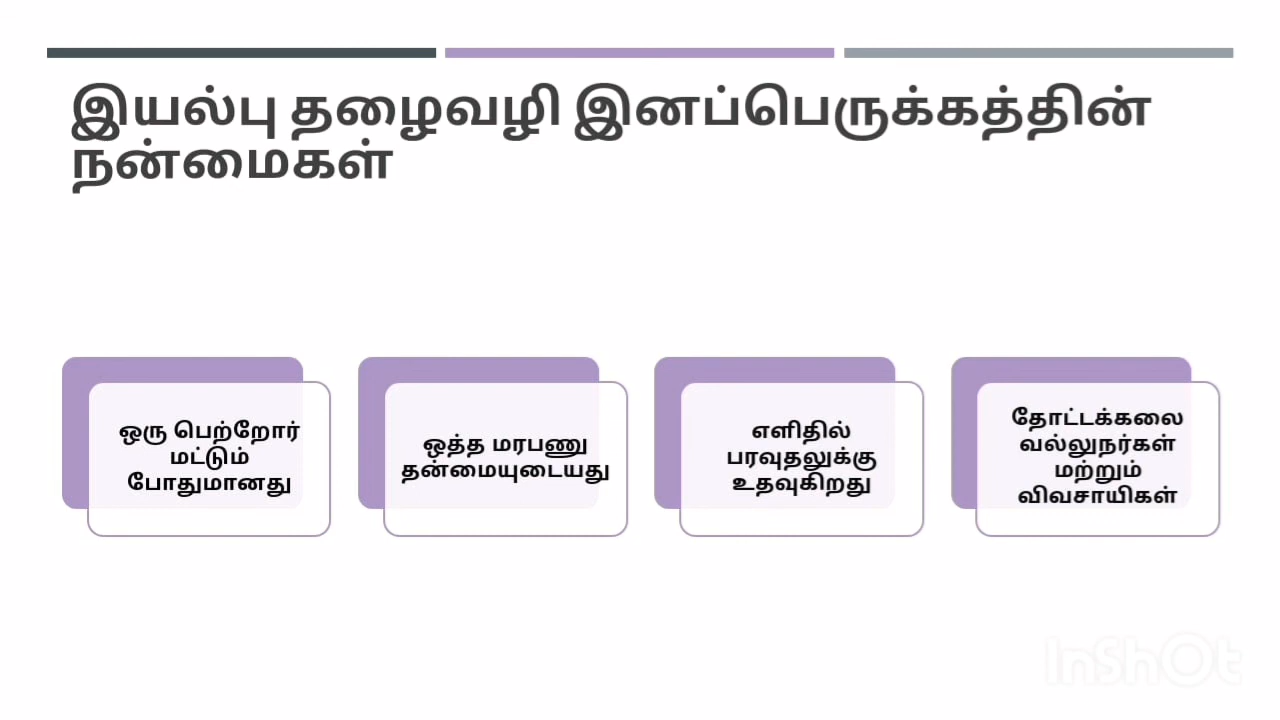 இயல்பு தழைவழி இனப்பெருக்கத்தின்
நன்மைகள்
ஒரு பெற்றோர்
மட்டும்
போதுமானது
ஒத்த மரபணு
தன்மையுடையது
எளிதில்
பரவுதலுக்கு
உதவுகிறது
தோட்டக்கலை
வல்லுநர்கள்
மற்றும்
விவசாயிகள்
InShOt